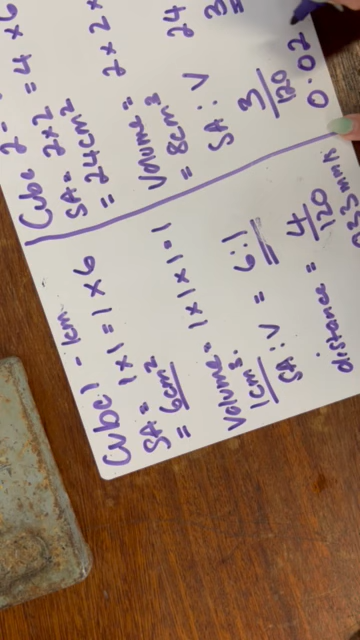 Cube 1 - 1cm
SA = 1 x 1 = 1 x 6
= 6cm²
Volume = 1 x 1 x 1 = 1
1cm³.
SA : V = 6:1
distance = 4
120
Cube 2 -
SA = 2 x 2 = 4 x 6
= 24cm²
Volume = 2 x 2 x
= 8cm³
SA : V 24
3
3
120
0.02